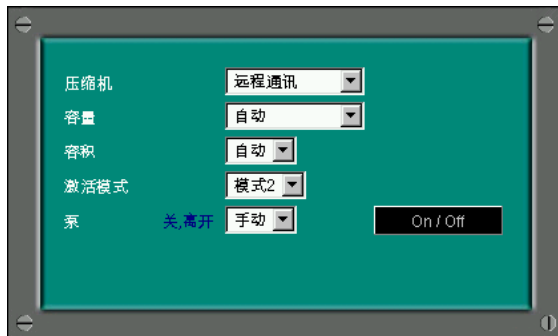 压缩机 远程通讯
容量 自动
容积 自动
激活模式 模式2
泵 关,离开 手动 On / Off